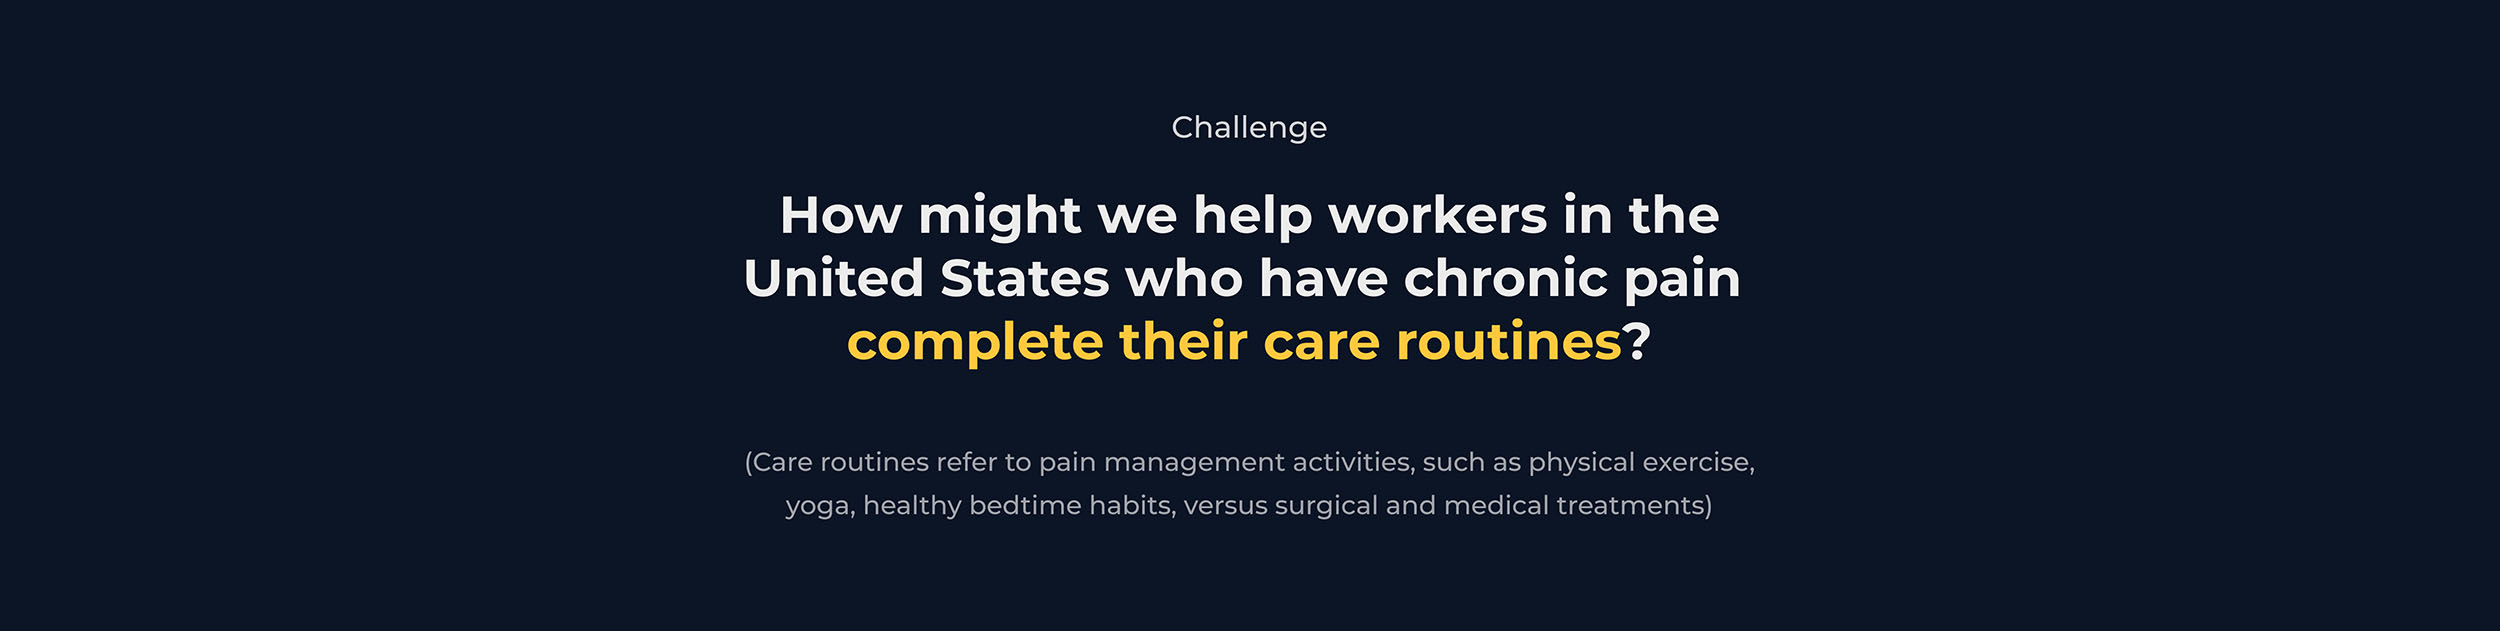 Challenge
How might we help workers in the
United States who have chronic pain
complete their care routines?
(Care routines refer to pain management activities, such as physical exercise,
yoga, healthy bedtime habits, versus surgical and medical treatments)